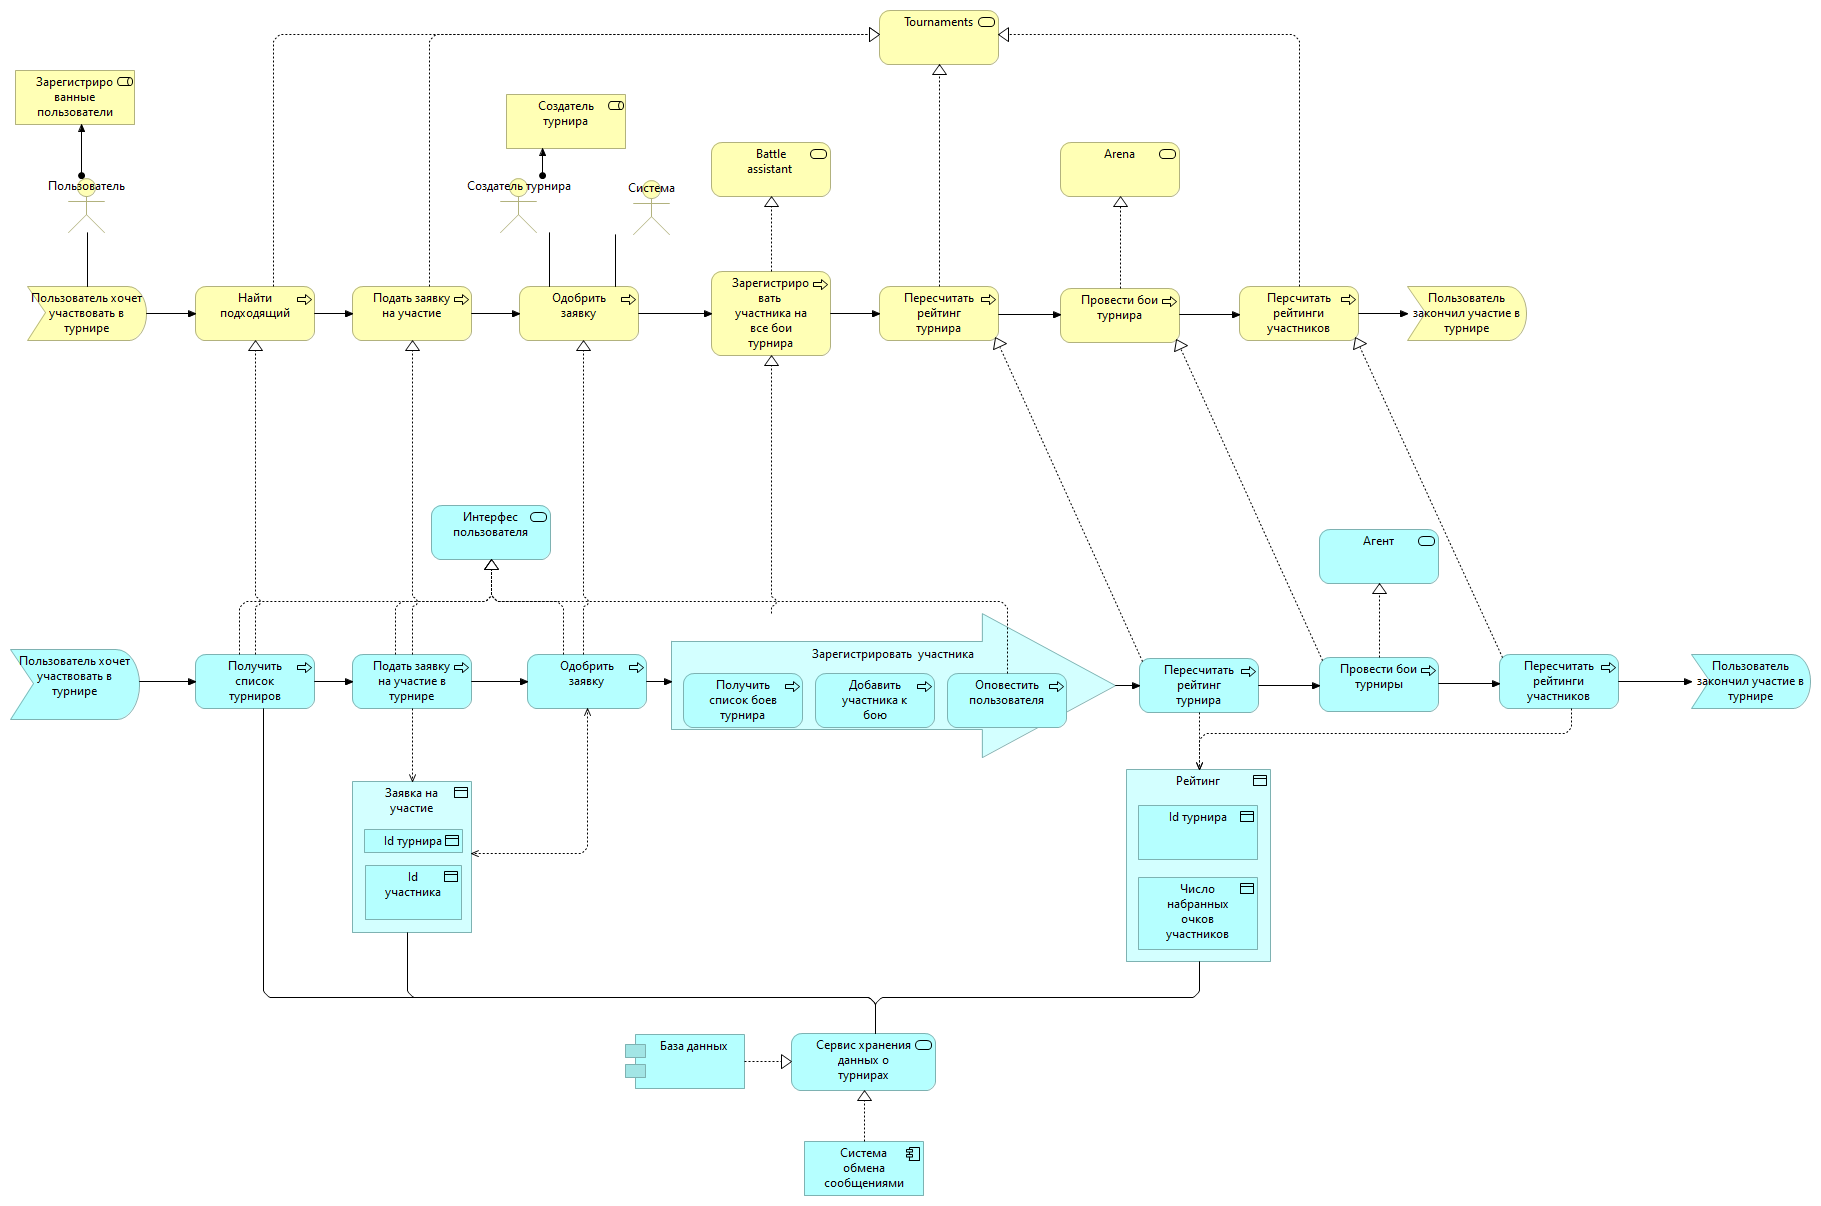 Tournaments
Зарегистриро
ванные
пользователи
Создатель
турнира
Battle
assistant
Arena
Пользователь
Создатель турнира
Система
Пользователь хочет
участвовать в
турнире
Найти
подходящий
Подать заявку
на участие
Одобрить
заявку
Зарегистриро
вать
участника на
все бои
турнира
Пересчитать
рейтинг
турнира
Провести бои
турнира
Персчитать
рейтинги
участников
Пользователь
закончил участие в
турнире
Интерфес
пользователя
Агент
Пользователь хочет
участвовать в
турнире
Получить
список
турниров
Подать заявку
на участие в
турнире
Одобрить
заявку
Зарегистрировать участника
Получить
список боев
турнира
Добавить
участника к
бою
Оповестить
пользователя
Пересчитать
рейтинг
турнира
Провести бои
турниры
Пересчитать
рейтинги
участников
Пользователь
закончил участие в
турнире
Заявка на
участие
Id турнира
Id
участника
Рейтинг
Id турнира
Число
набранных
очков
участников
База данных
Сервис хранения
данных о
турнирах
Система
обмена
сообщениями